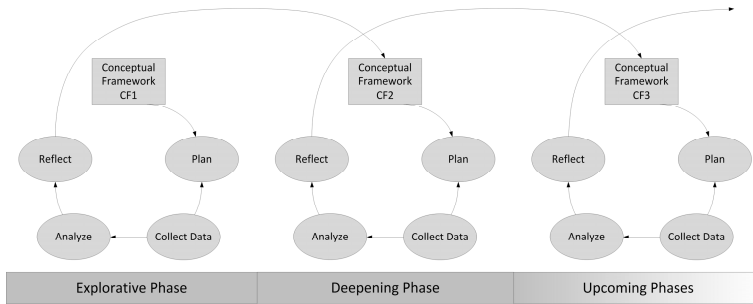 Conceptual
Framework
CF1
Conceptual
Framework
CF2
Conceptual
Framework
CF3
Reflect
Plan
Reflect
Plan
Reflect
Plan
Analyze
Collect Data
Analyze
Collect Data
Analyze
Collect Data
Explorative Phase
Deepening Phase
Upcoming Phases